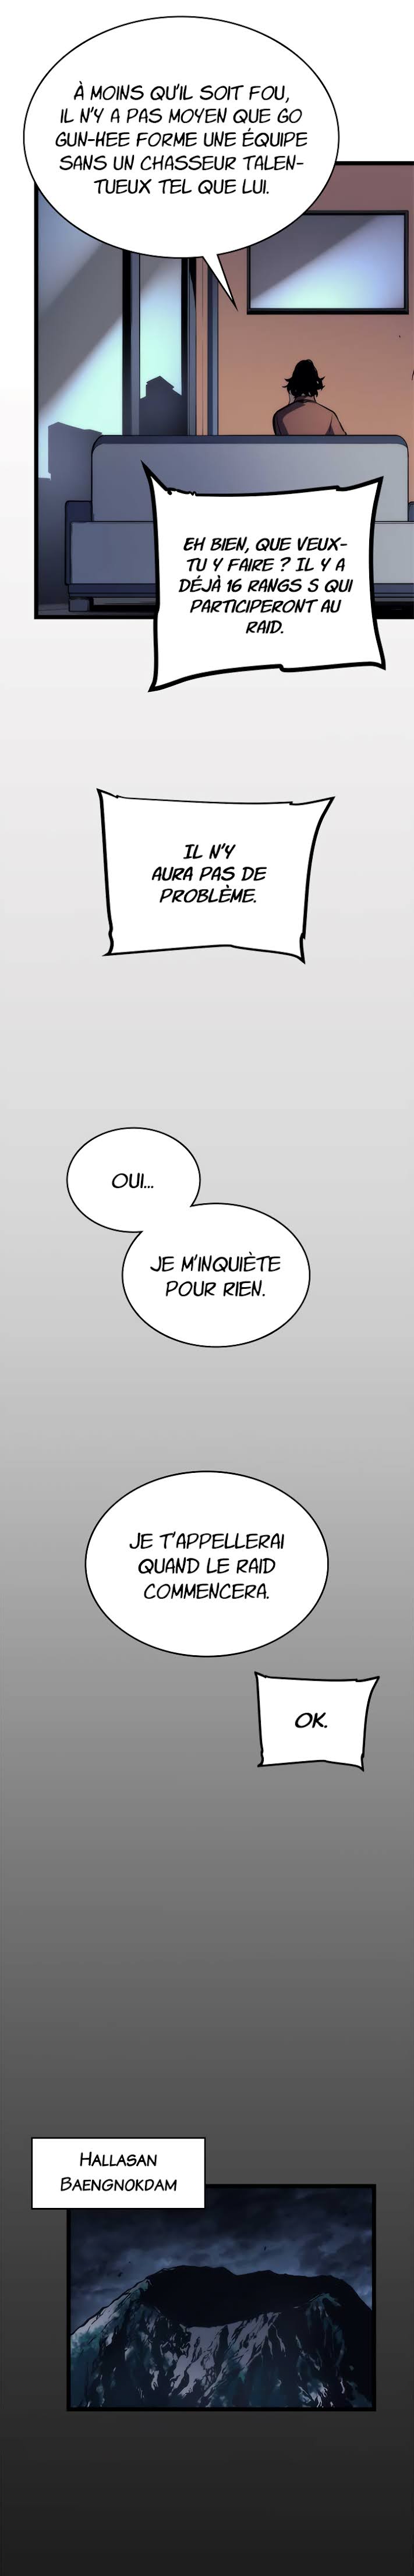 À MOINS QU'IL SOIT FOU,
IL N'Y A PAS MOYEN QUE GO
GUN-HEE FORME UNE ÉQUIPE
SANS UN CHASSEUR TALEN-
TUEUX TEL QUE LUI.
EH BIEN, QUE VEUX-
TU Y FAIRE ? IL Y A
DÉJÀ 16 RANGS S QUI
PARTICIPERONT AU
RAID.
IL N'Y
AURA PAS DE
PROBLÈME.
OUI...
JE M'INQUIÈTE
POUR RIEN.
JE T'APPELLERAI
QUAND LE RAID
COMMENCERA.
OK.
HALLASAN
BAENGNOKDAM